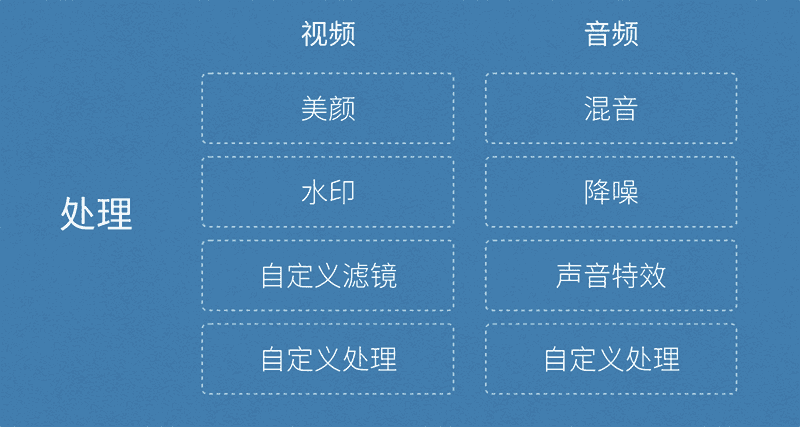 视频 音频
美颜 混音
水印 降噪
处理
自定义滤镜 声音特效
自定义处理 自定义处理